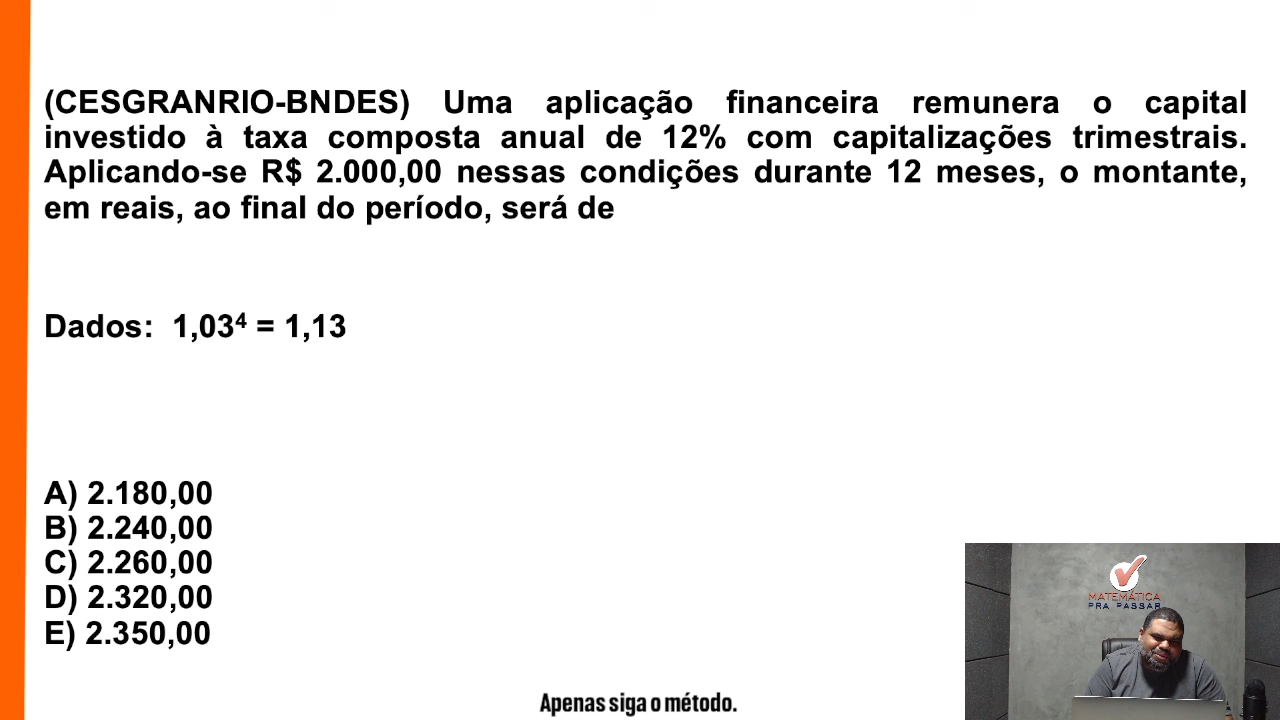 (CESGRANRIO-BNDES) Uma aplicação financeira remunera o capital
investido à taxa composta anual de 12% com capitalizações trimestrais.
Aplicando-se R$ 2.000,00 nessas condições durante 12 meses, o montante,
em reais, ao final do período, será de
Dados: 1,03⁴ = 1,13
A) 2.180,00
B) 2.240,00
C) 2.260,00
D) 2.320,00
E) 2.350,00
MATEMÁTICA
PRA PASSAR
Apenas siga o método.